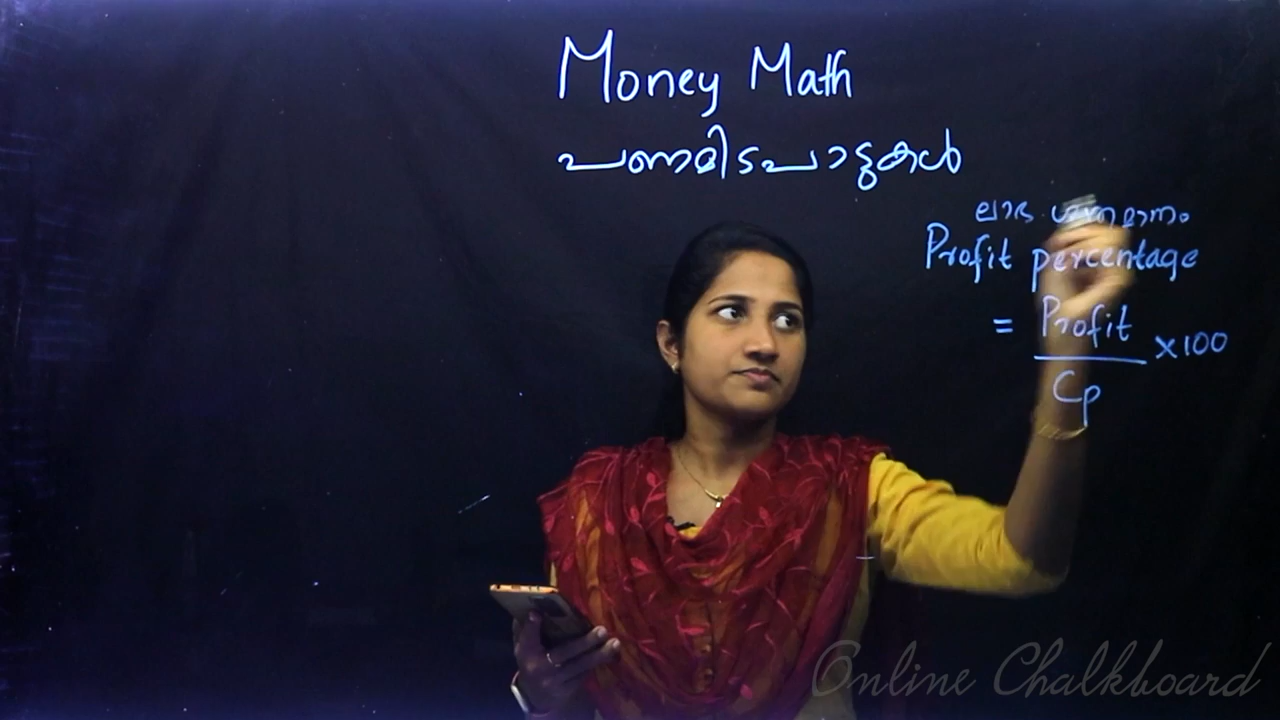 Money Math
പണമിടപാടുകൾ
ലാഭ ശതമാനം
Profit percentage
= Profit
Cp
×100
Online Chalkboard